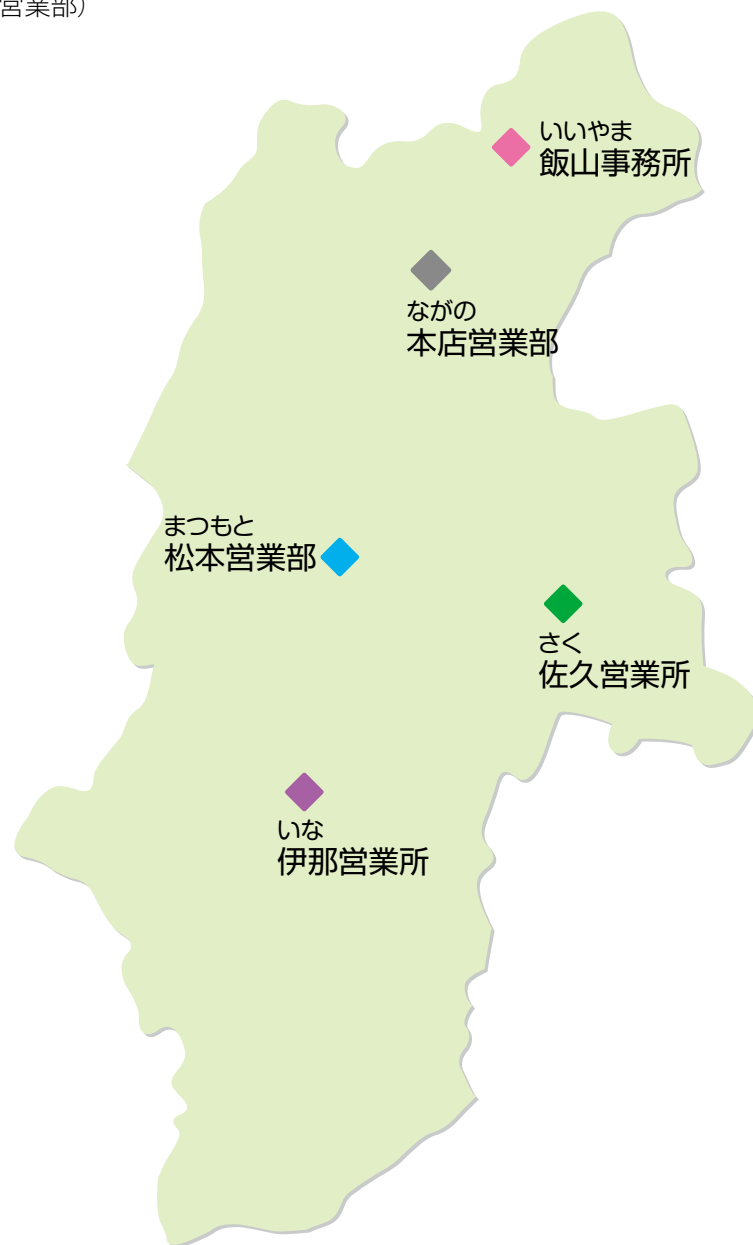 営業部）
いいやま
飯山事務所
ながの
本店営業部
まつもと
松本営業部
さく
佐久営業所
いな
伊那営業所